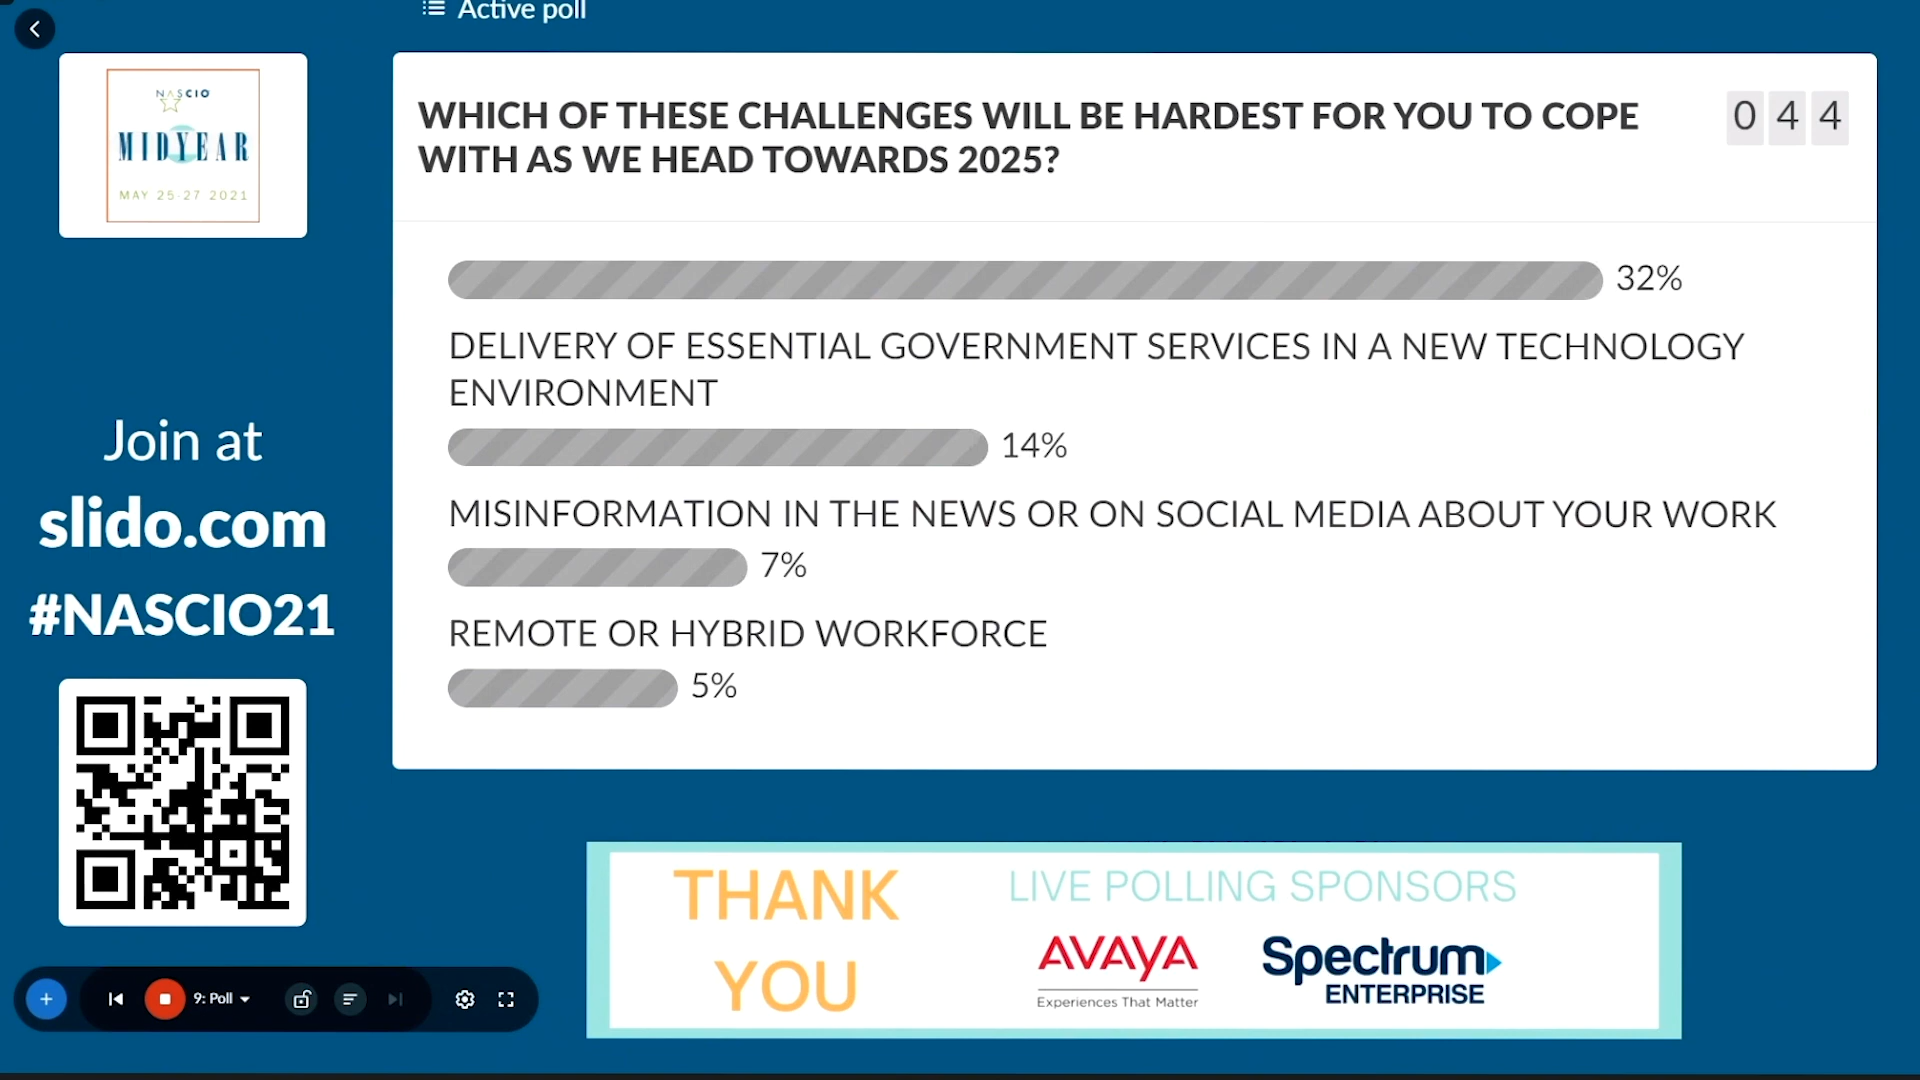 Active poll
NASCIO
MIDYEAR
MAY 25-27 2021
WHICH OF THESE CHALLENGES WILL BE HARDEST FOR YOU TO COPE
WITH AS WE HEAD TOWARDS 2025?
044
32%
DELIVERY OF ESSENTIAL GOVERNMENT SERVICES IN A NEW TECHNOLOGY
ENVIRONMENT
14%
MISINFORMATION IN THE NEWS OR ON SOCIAL MEDIA ABOUT YOUR WORK
7%
REMOTE OR HYBRID WORKFORCE
5%
Join at
slido.com
#NASCIO21
9: Poll
THANK
YOU
LIVE POLLING SPONSORS
AVAYA
Experiences That Matter
Spectrum
ENTERPRISE